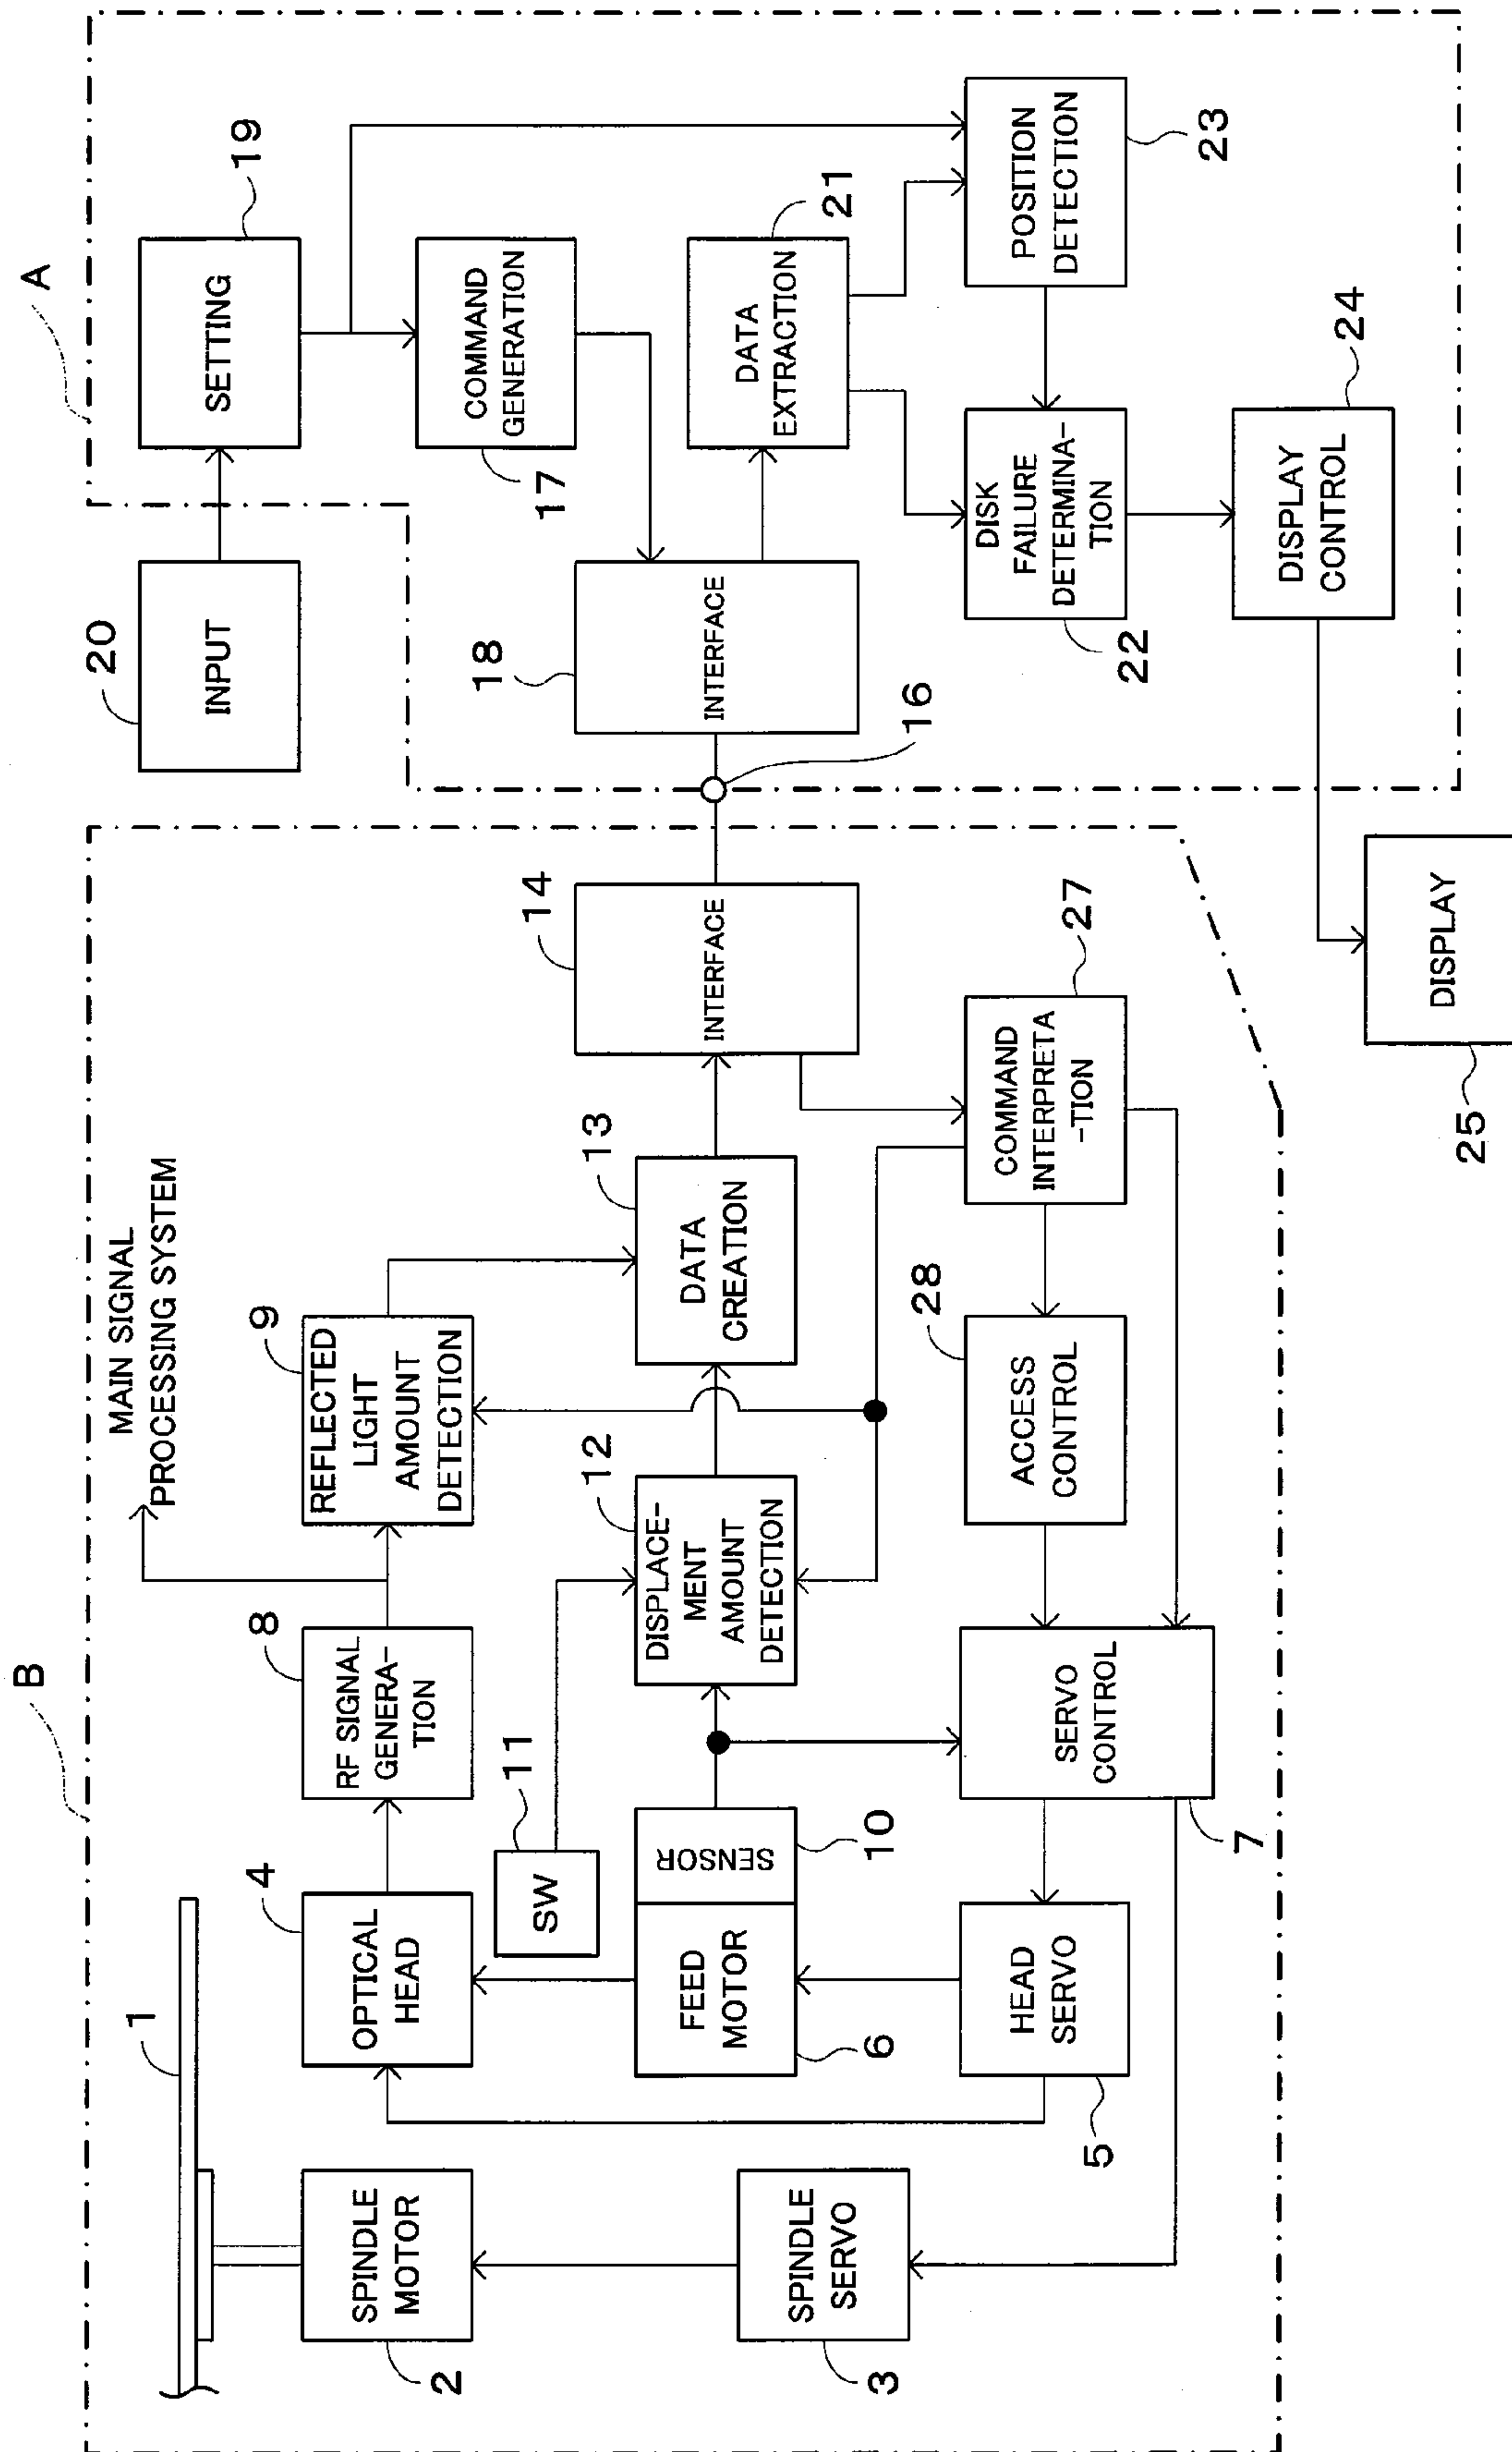 A
B
1
MAIN SIGNAL
PROCESSING SYSTEM
20
INPUT
SETTING
19
SPINDLE
MOTOR
2
4
OPTICAL
HEAD
8
RF SIGNAL
GENERA-
TION
9
REFLECTED
LIGHT
AMOUNT
DETECTION
COMMAND
GENERATION
17
SW
11
FEED
MOTOR
6
SENSOR
10
12
DISPLACE-
MENT
AMOUNT
DETECTION
13
DATA
CREATION
14
INTERFACE
16
18
INTERFACE
DATA
EXTRACTION
21
SPINDLE
SERVO
3
HEAD
SERVO
5
SERVO
CONTROL
7
28
ACCESS
CONTROL
COMMAND
INTERPRETA
-TION
27
DISK
FAILURE
DETERMINA-
TION
22
POSITION
DETECTION
23
DISPLAY
CONTROL
24
DISPLAY
25